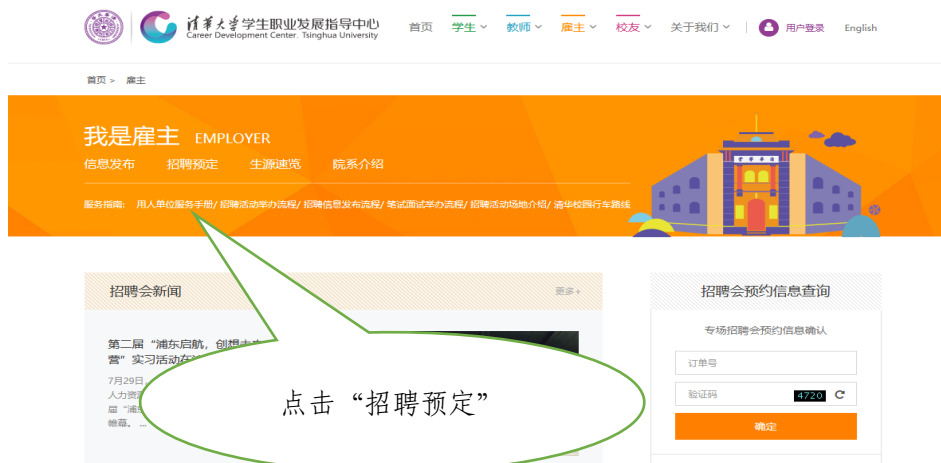 清华大学学生职业发展指导中心
Career Development Center. Tsinghua University
首页 学生 教师 雇主 校友 关于我们 用户登录 English
首页 > 雇主
我是雇主 EMPLOYER
信息发布 招聘预定 生源速览 院系介绍
服务指南: 用人单位服务手册/ 招聘活动举办流程/ 招聘信息发布流程/ 笔试面试举办流程/ 招聘活动场地介绍/ 清华校园行车路线
招聘会新闻 更多+
第二届“浦东启航，创想
营”实习活动在
7月29日
人力资
届“浦
帷幕。...
点击“招聘预定”
招聘会预约信息查询
专场招聘会预约信息确认
订单号
验证码 4720
确定